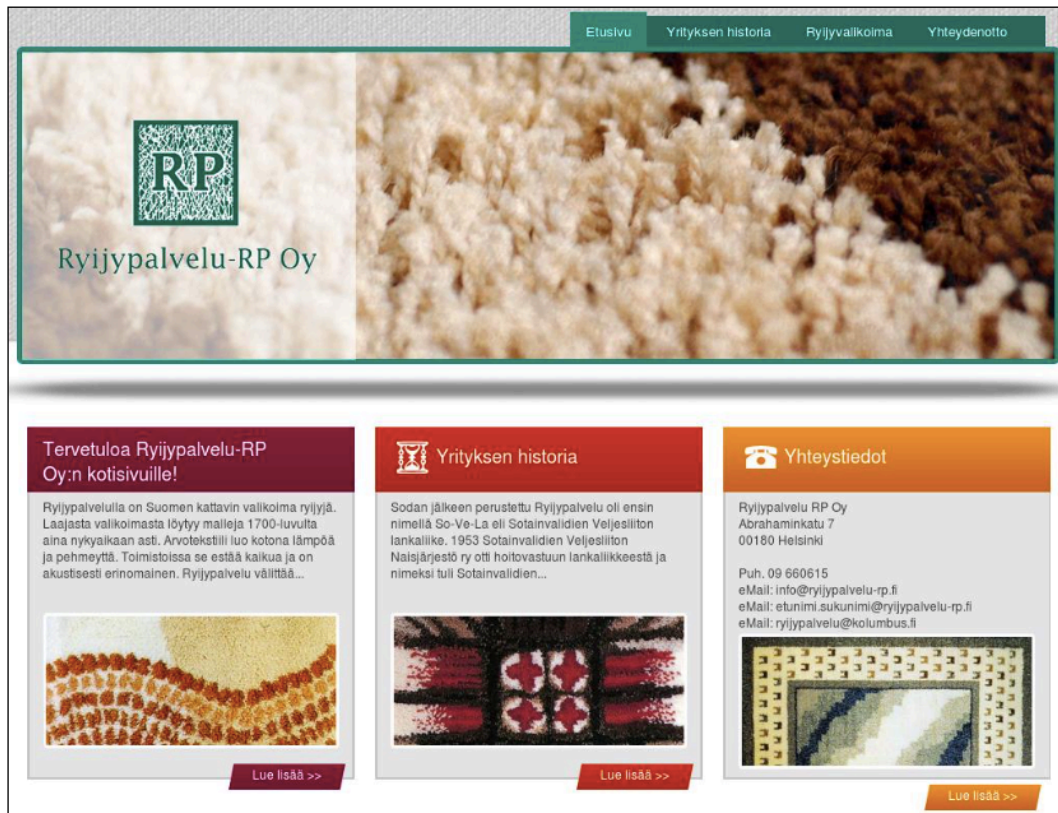 Etusivu
Yrityksen historia
Ryijyvalikoima
Yhteydenotto
RP
Ryijypalvelu-RP Oy
Tervetuloa Ryijypalvelu-RP
Oy:n kotisivuille!
Ryijypalvelulla on Suomen kattavin valikoima ryijyjä.
Laajasta valikoimasta löytyy malleja 1700-luvulta
aina nykyaikaan asti. Arvotekstiili luo kotona lämpöä
ja pehmeyttä. Toimistoissa se estää kaikua ja on
akustisesti erinomainen. Ryijypalvelu välittää...
Lue lisää >>
Yrityksen historia
Sodan jälkeen perustettu Ryijypalvelu oli ensin
nimellä So-Ve-La eli Sotainvalidien Veljesliiton
lankaliike. 1953 Sotainvalidien Veljesliiton
Naisjärjestö ry otti hoitovastuun lankaliikkeestä ja
nimeksi tuli Sotainvalidien...
Lue lisää >>
Yhteystiedot
Ryijypalvelu RP Oy
Abrahaminkatu 7
00180 Helsinki
Puh. 09 660615
eMail: info@ryijypalvelu-rp.fi
eMail: etunimi.sukunimi@ryijypalvelu-rp.fi
eMail: ryijypalvelu@kolumbus.fi
Lue lisää >>